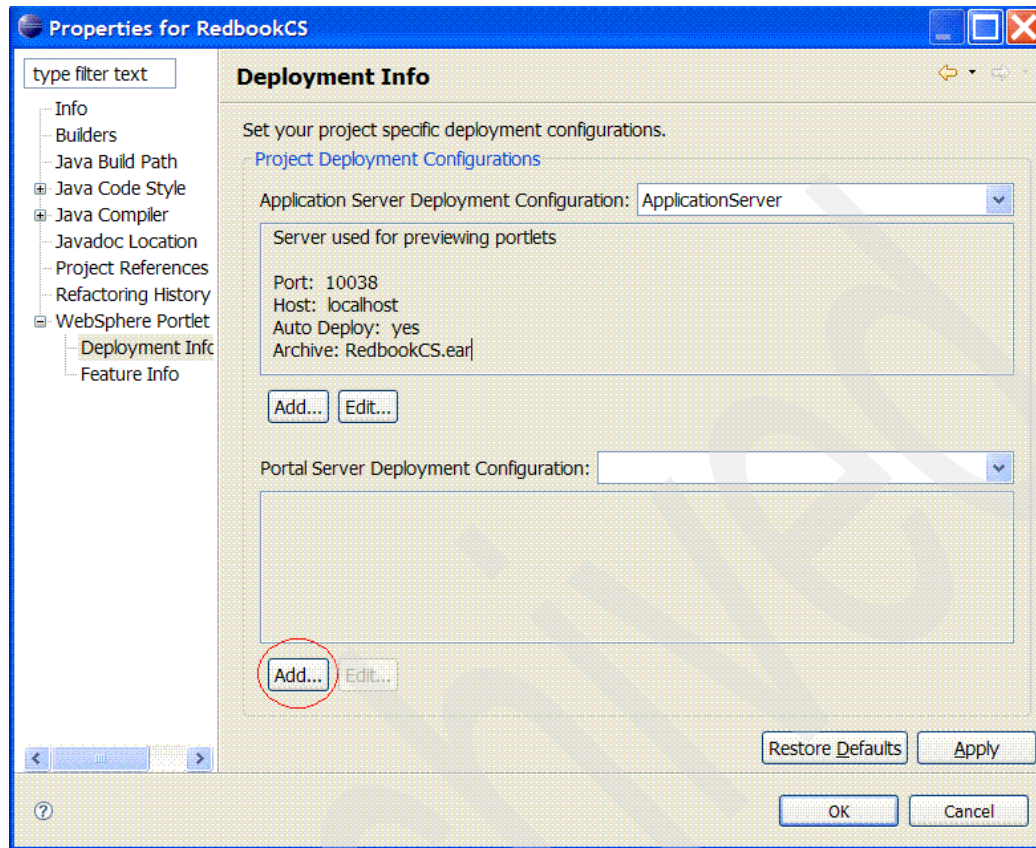 Properties for RedbookCS
type filter text
Info
Builders
Java Build Path
Java Code Style
Java Compiler
Javadoc Location
Project References
Refactoring History
WebSphere Portlet
Deployment Info
Feature Info
Deployment Info
Set your project specific deployment configurations.
Project Deployment Configurations
Application Server Deployment Configuration: ApplicationServer
Server used for previewing portlets
Port: 10038
Host: localhost
Auto Deploy: yes
Archive: RedbookCS.ear
Add... Edit...
Portal Server Deployment Configuration:
Add... Edit...
Restore Defaults Apply
OK Cancel